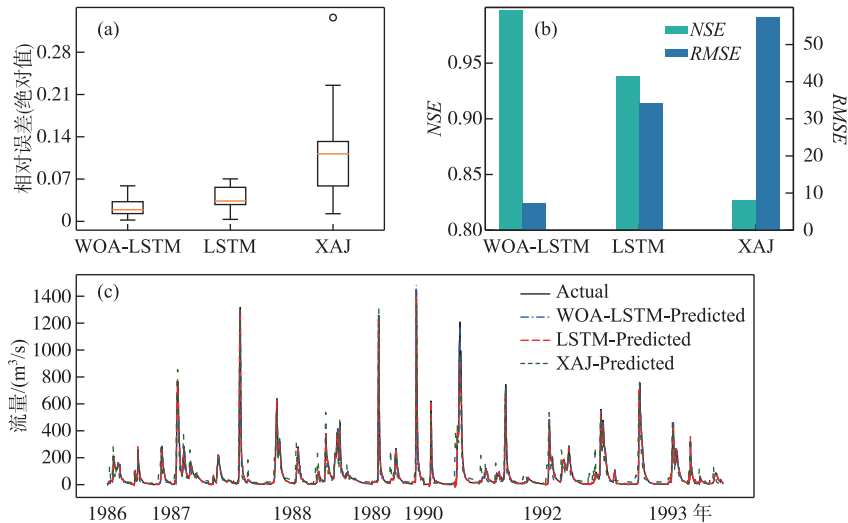 (a)
相对误差(绝对值)
0.28
0.21
0.14
0.07
0
WOA-LSTM LSTM XAJ
(b)
NSE
RMSE
NSE
0.95
0.90
0.85
0.80
RMSE
50
40
30
20
10
0
WOA-LSTM LSTM XAJ
(c)
流量/(m³/s)
1400
1200
1000
800
600
400
200
0
Actual
WOA-LSTM-Predicted
LSTM-Predicted
XAJ-Predicted
1986 1987 1988 1989 1990 1992 1993 年